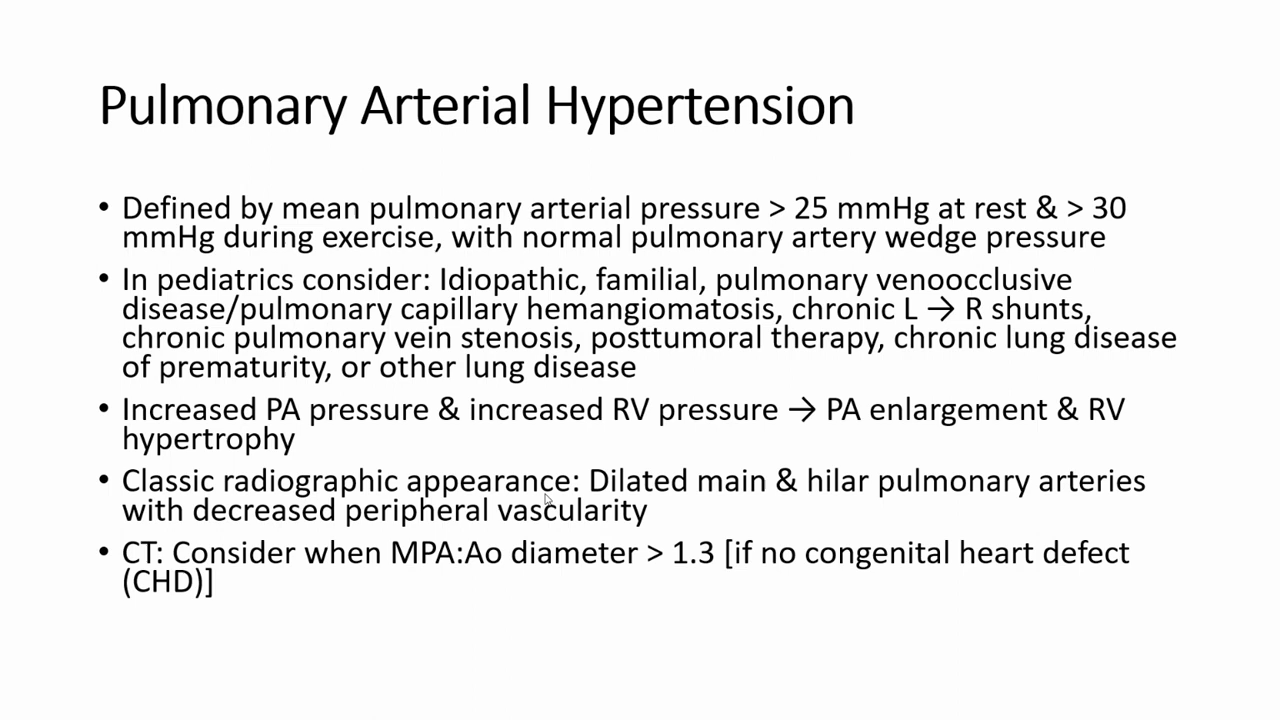 Pulmonary Arterial Hypertension
• Defined by mean pulmonary arterial pressure > 25 mmHg at rest & > 30
mmHg during exercise, with normal pulmonary artery wedge pressure
• In pediatrics consider: Idiopathic, familial, pulmonary venoocclusive
disease/pulmonary capillary hemangiomatosis, chronic L → R shunts,
chronic pulmonary vein stenosis, posttumoral therapy, chronic lung disease
of prematurity, or other lung disease
• Increased PA pressure & increased RV pressure → PA enlargement & RV
hypertrophy
• Classic radiographic appearance: Dilated main & hilar pulmonary arteries
with decreased peripheral vascularity
• CT: Consider when MPA:Ao diameter > 1.3 [if no congenital heart defect
(CHD)]